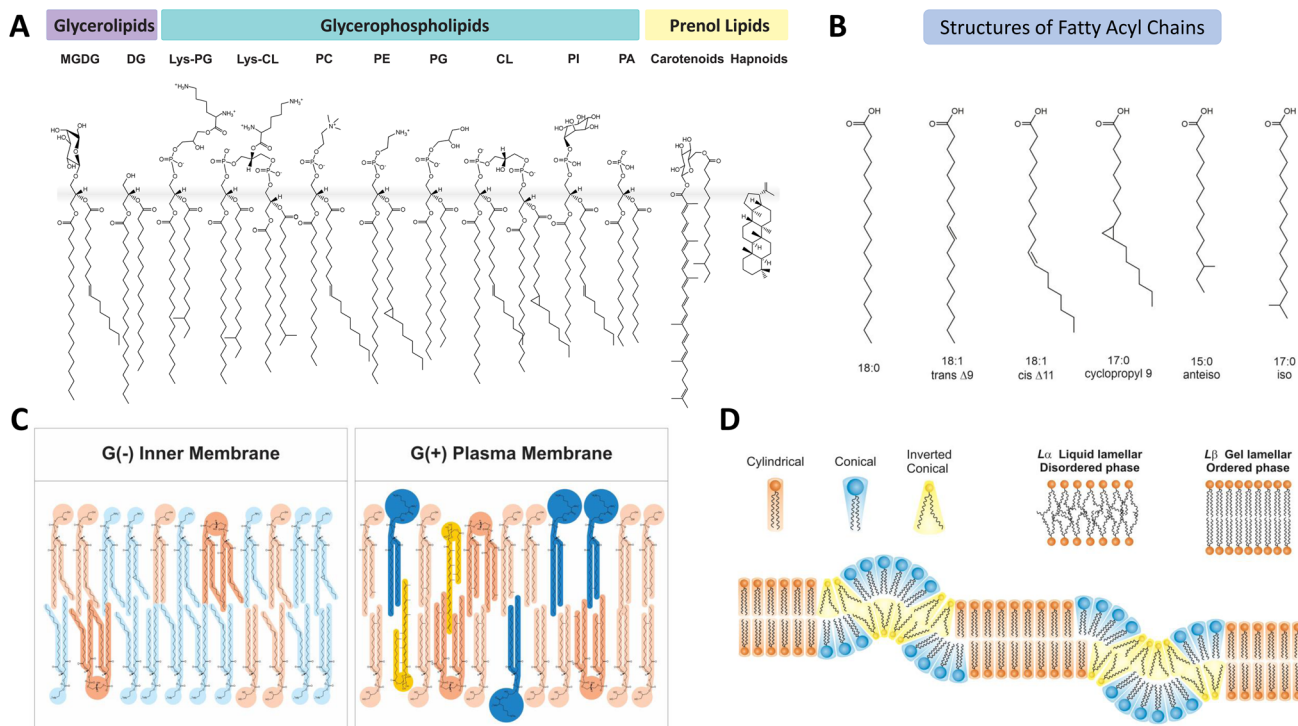 A
Glycerolipids
Glycerophospholipids
Prenol Lipids
MGDG
DG
Lys-PG
Lys-CL
PC
PE
PG
CL
PI
PA
Carotenoids
Hapnoids
B
Structures of Fatty Acyl Chains
18:0
18:1
trans Δ9
18:1
cis Δ11
17:0
cyclopropyl 9
15:0
anteiso
17:0
iso
C
G(-) Inner Membrane
G(+) Plasma Membrane
D
Cylindrical
Conical
Inverted
Conical
Lα Liquid lamellar
Disordered phase
Lβ Gel lamellar
Ordered phase